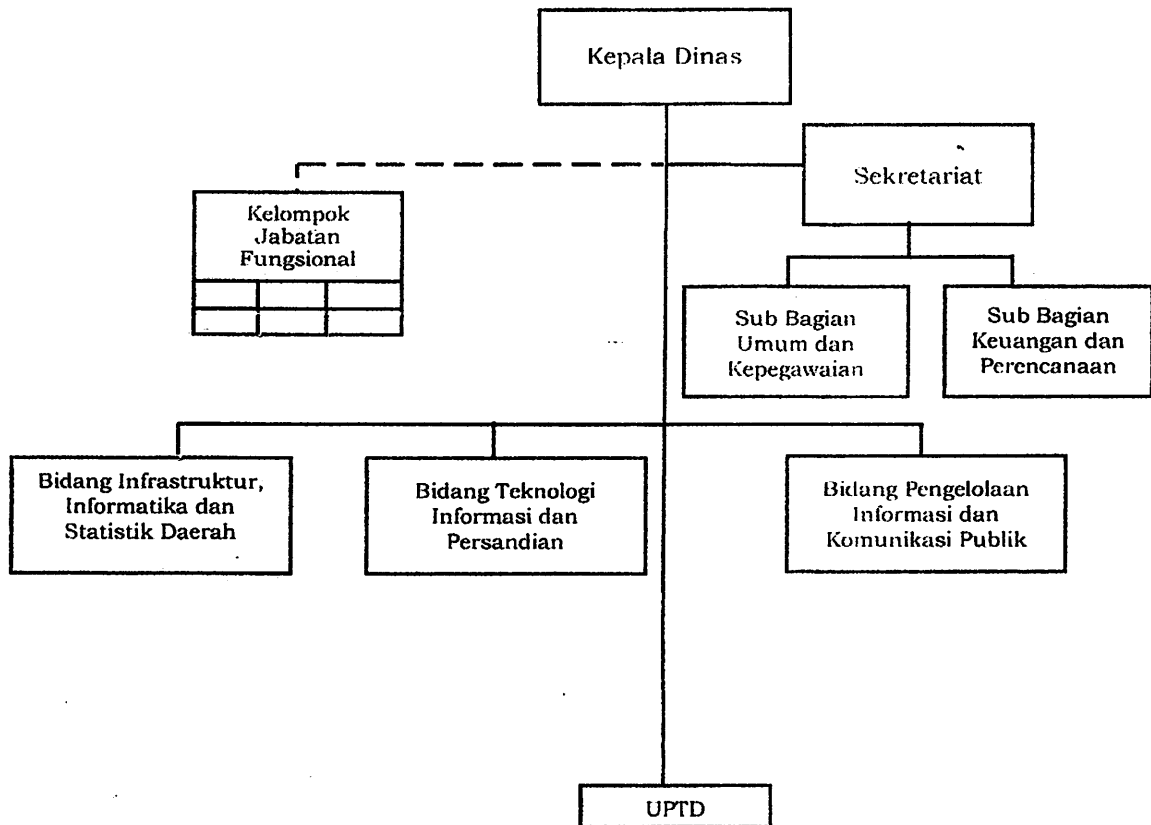 Kepala Dinas
Sekretariat
Kelompok
Jabatan
Fungsional
Sub Bagian
Umum dan
Kepegawaian
Sub Bagian
Keuangan dan
Perencanaan
Bidang Infrastruktur,
Informatika dan
Statistik Daerah
Bidang Teknologi
Informasi dan
Persandian
Bidang Pengelolaan
Informasi dan
Komunikasi Publik
UPTD